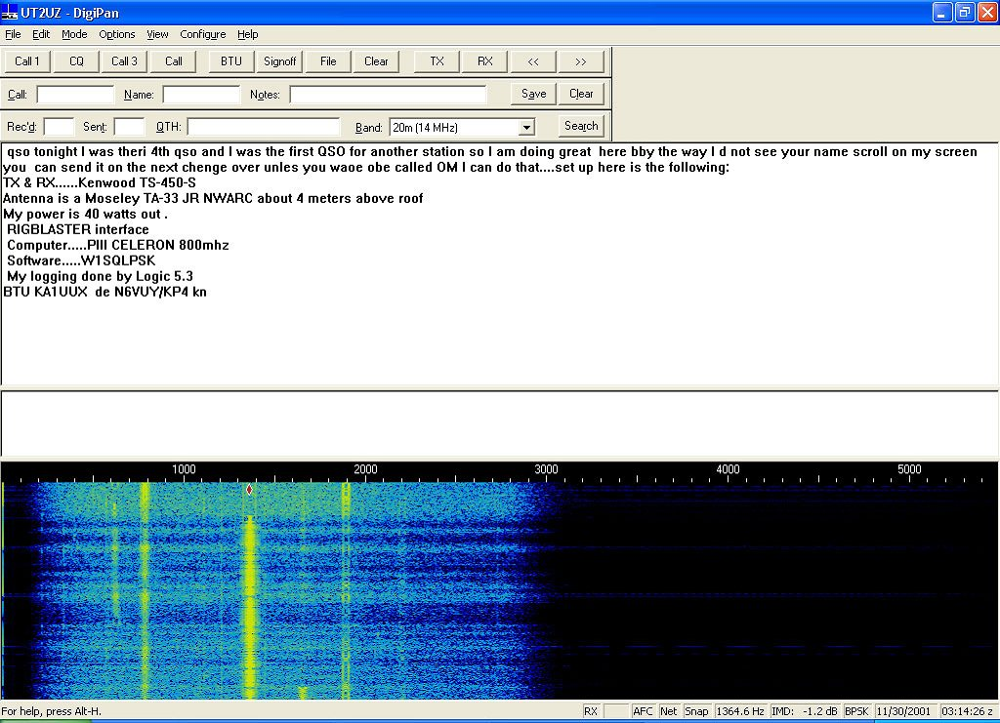 UT2UZ - DigiPan
File Edit Mode Options View Configure Help
Call 1 CQ Call 3 Call BTU Signoff File Clear TX RX << >>
Call: Name: Notes: Save Clear
Rec'd: Sent: QTH: Band: 20m (14 MHz) Search
qso tonight I was theri 4th qso and I was the first QSO for another station so I am doing great here bby the way I d not see your name scroll on my screen
you can send it on the next chenge over unles you waoe obe called OM I can do that....set up here is the following:
TX & RX......Kenwood TS-450-S
Antenna is a Moseley TA-33 JR NWARC about 4 meters above roof
My power is 40 watts out .
RIGBLASTER interface
Computer.....PIII CELERON 800mhz
Software.....W1SQLPSK
My logging done by Logic 5.3
BTU KA1UUX de N6VUY/KP4 kn
1000 2000 3000 4000 5000
For help, press Alt-H. RX AFC Net Snap 1364.6 Hz IMD: -1.2 dB BPSK 11/30/2001 03:14:26 z